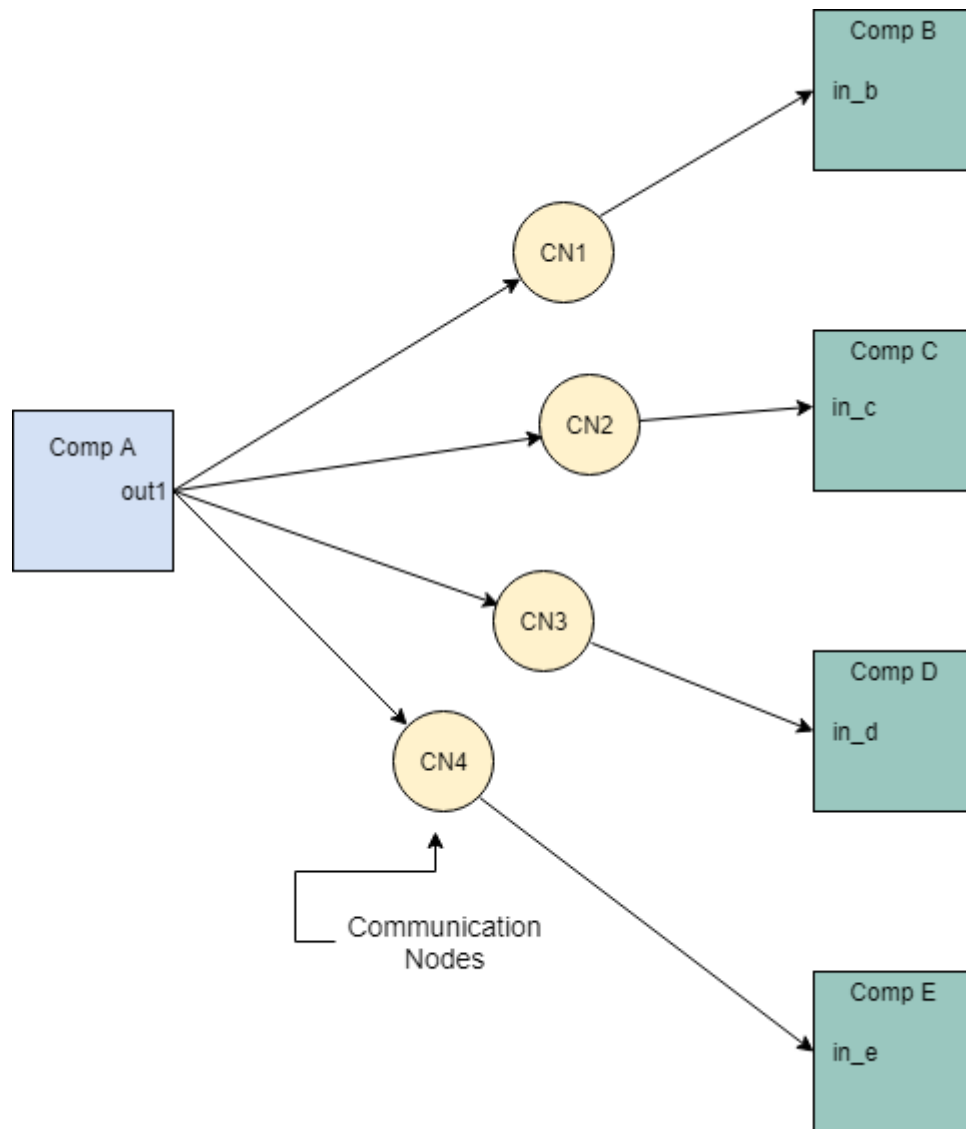 Comp B
in_b
CN1
Comp C
in_c
CN2
Comp A
out1
CN3
Comp D
in_d
CN4
Communication
Nodes
Comp E
in_e